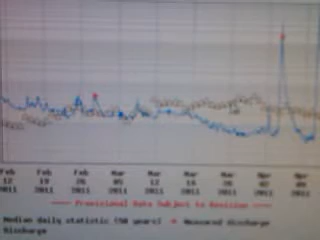 Feb Feb Feb Mar Mar Mar Mar Apr Apr
12 19 26 05 12 19 26 02 09
2011 2011 2011 2011 2011 2011 2011 2011 2011
Provisional Data Subject to Revision
Median daily statistic (50 years) Measured discharge
Discharge